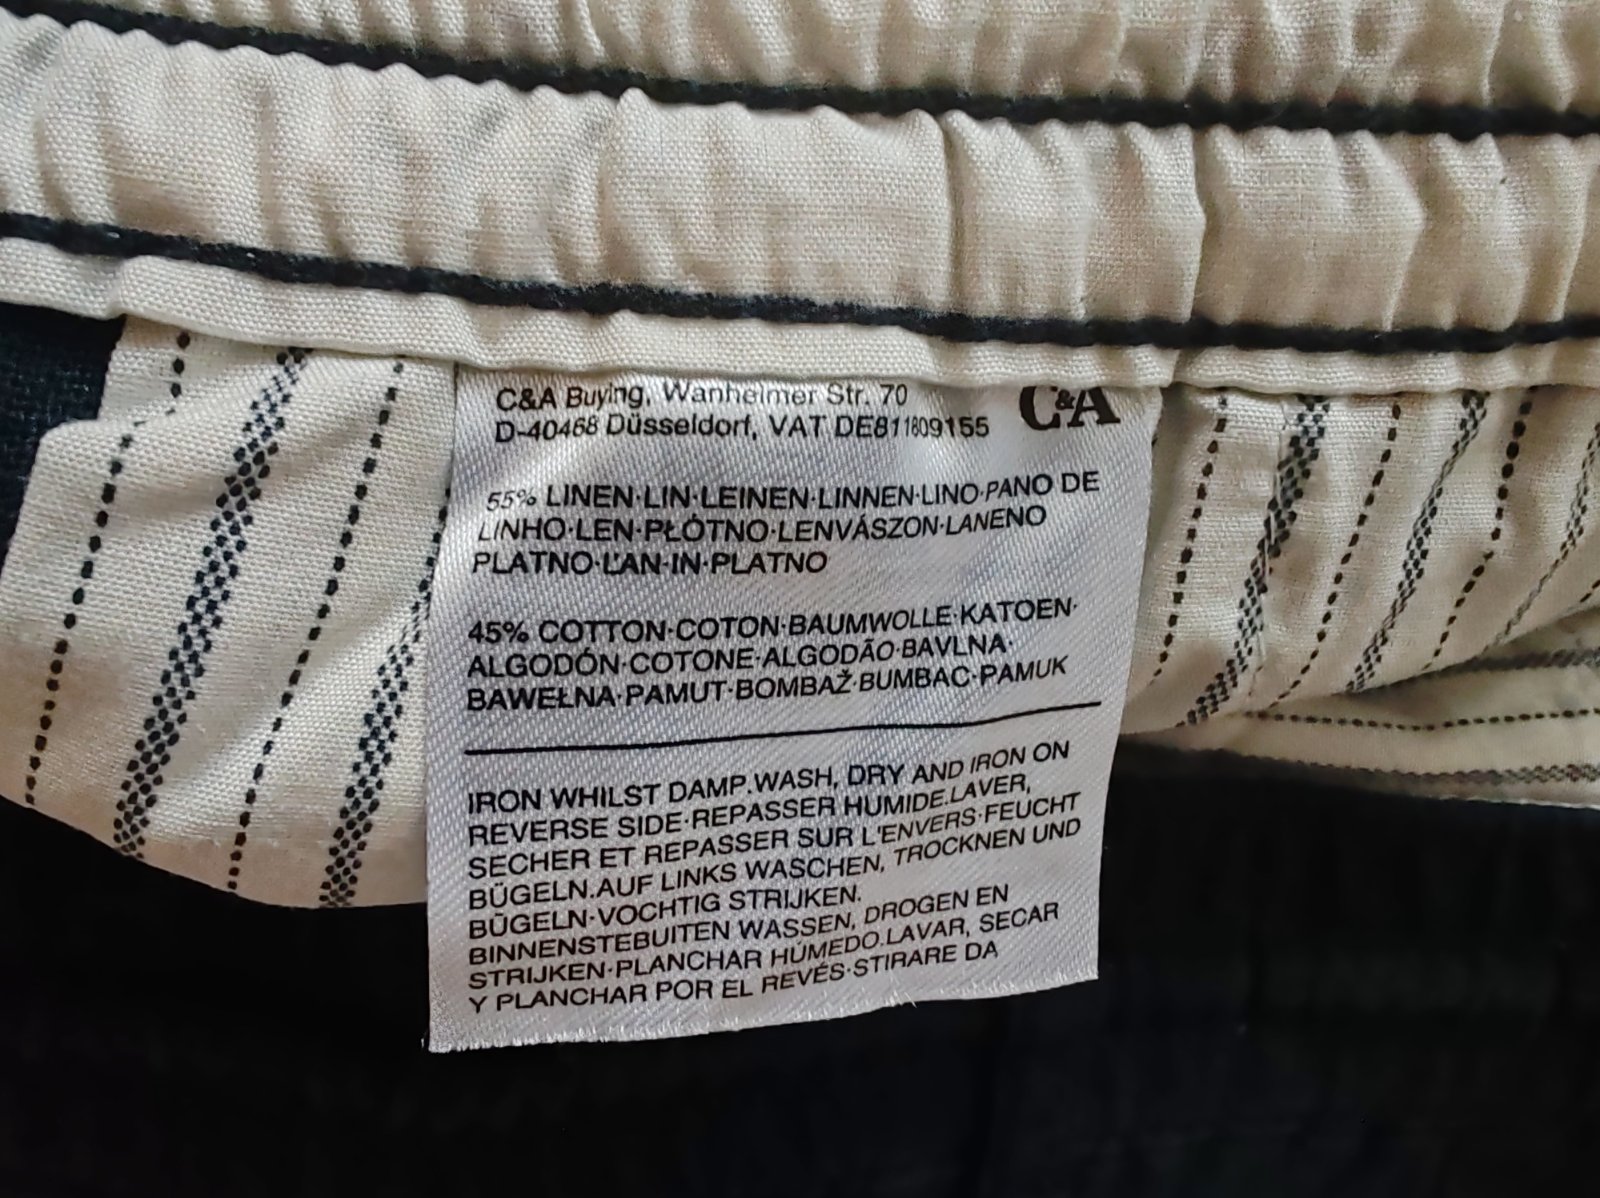 C&A Buying, Wanheimer Str. 70
D-40468 Düsseldorf, VAT DE811809155
C&A
55% LINEN·LIN·LEINEN·LINNEN·LINO·PANO DE
LINHO·LEN·PŁÓTNO·LENVÁSZON·LANENO
PLATNO·ĽAN·IN·PLATNO
45% COTTON·COTON·BAUMWOLLE·KATOEN·
ALGODÓN·COTONE·ALGODÃO·BAVLNA·
BAWEŁNA·PAMUT·BOMBAŽ·BUMBAC·PAMUK
IRON WHILST DAMP.WASH, DRY AND IRON ON
REVERSE SIDE·REPASSER HUMIDE.LAVER,
SECHER ET REPASSER SUR L'ENVERS·FEUCHT
BÜGELN.AUF LINKS WASCHEN, TROCKNEN UND
BÜGELN·VOCHTIG STRIJKEN.
BINNENSTEBUITEN WASSEN, DROGEN EN
STRIJKEN·PLANCHAR HÚMEDO.LAVAR, SECAR
Y PLANCHAR POR EL REVÉS·STIRARE DA